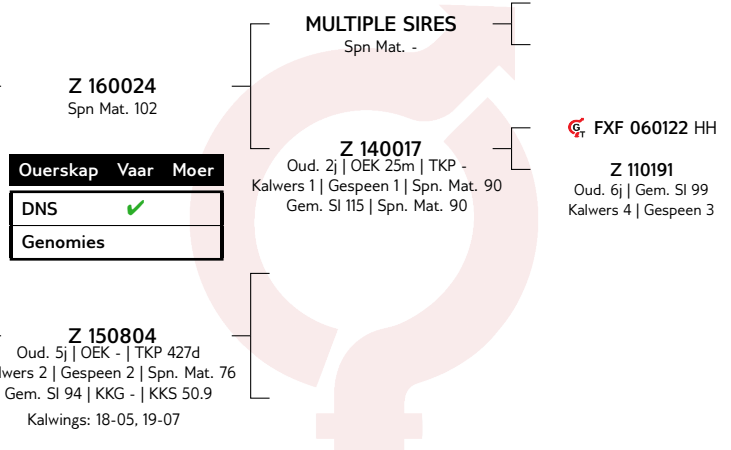 MULTIPLE SIRES
Spn Mat. -
Z 160024
Spn Mat. 102
FXF 060122 HH
Z 140017
Oud. 2j | OEK 25m | TKP -
Kalwers 1 | Gespeen 1 | Spn. Mat. 90
Gem. SI 115 | Spn. Mat. 90
Z 110191
Oud. 6j | Gem. SI 99
Kalwers 4 | Gespeen 3
Ouerskap Vaar Moer
DNS ✔
Genomies
Z 150804
Oud. 5j | OEK - | TKP 427d
lwers 2 | Gespeen 2 | Spn. Mat. 76
Gem. SI 94 | KKG - | KKS 50.9
Kalwings: 18-05, 19-07